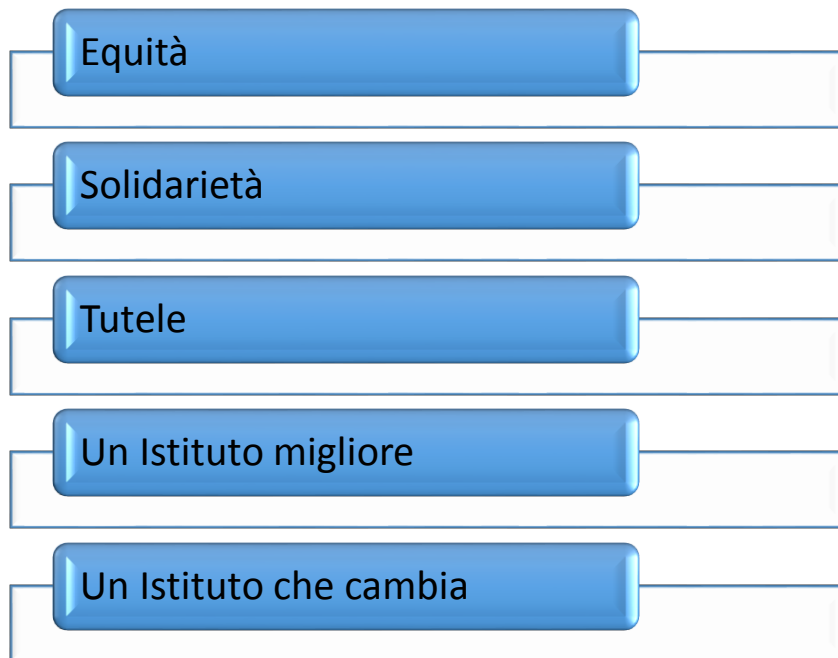 Equità
Solidarietà
Tutele
Un Istituto migliore
Un Istituto che cambia